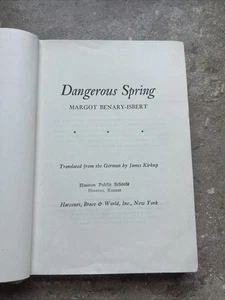 Dangerous Spring
MARGOT BENARY-ISBERT
Translated from the German by James Kirkup
Public Schools
Kansas
Harcourt, Brace & World, Inc., New York